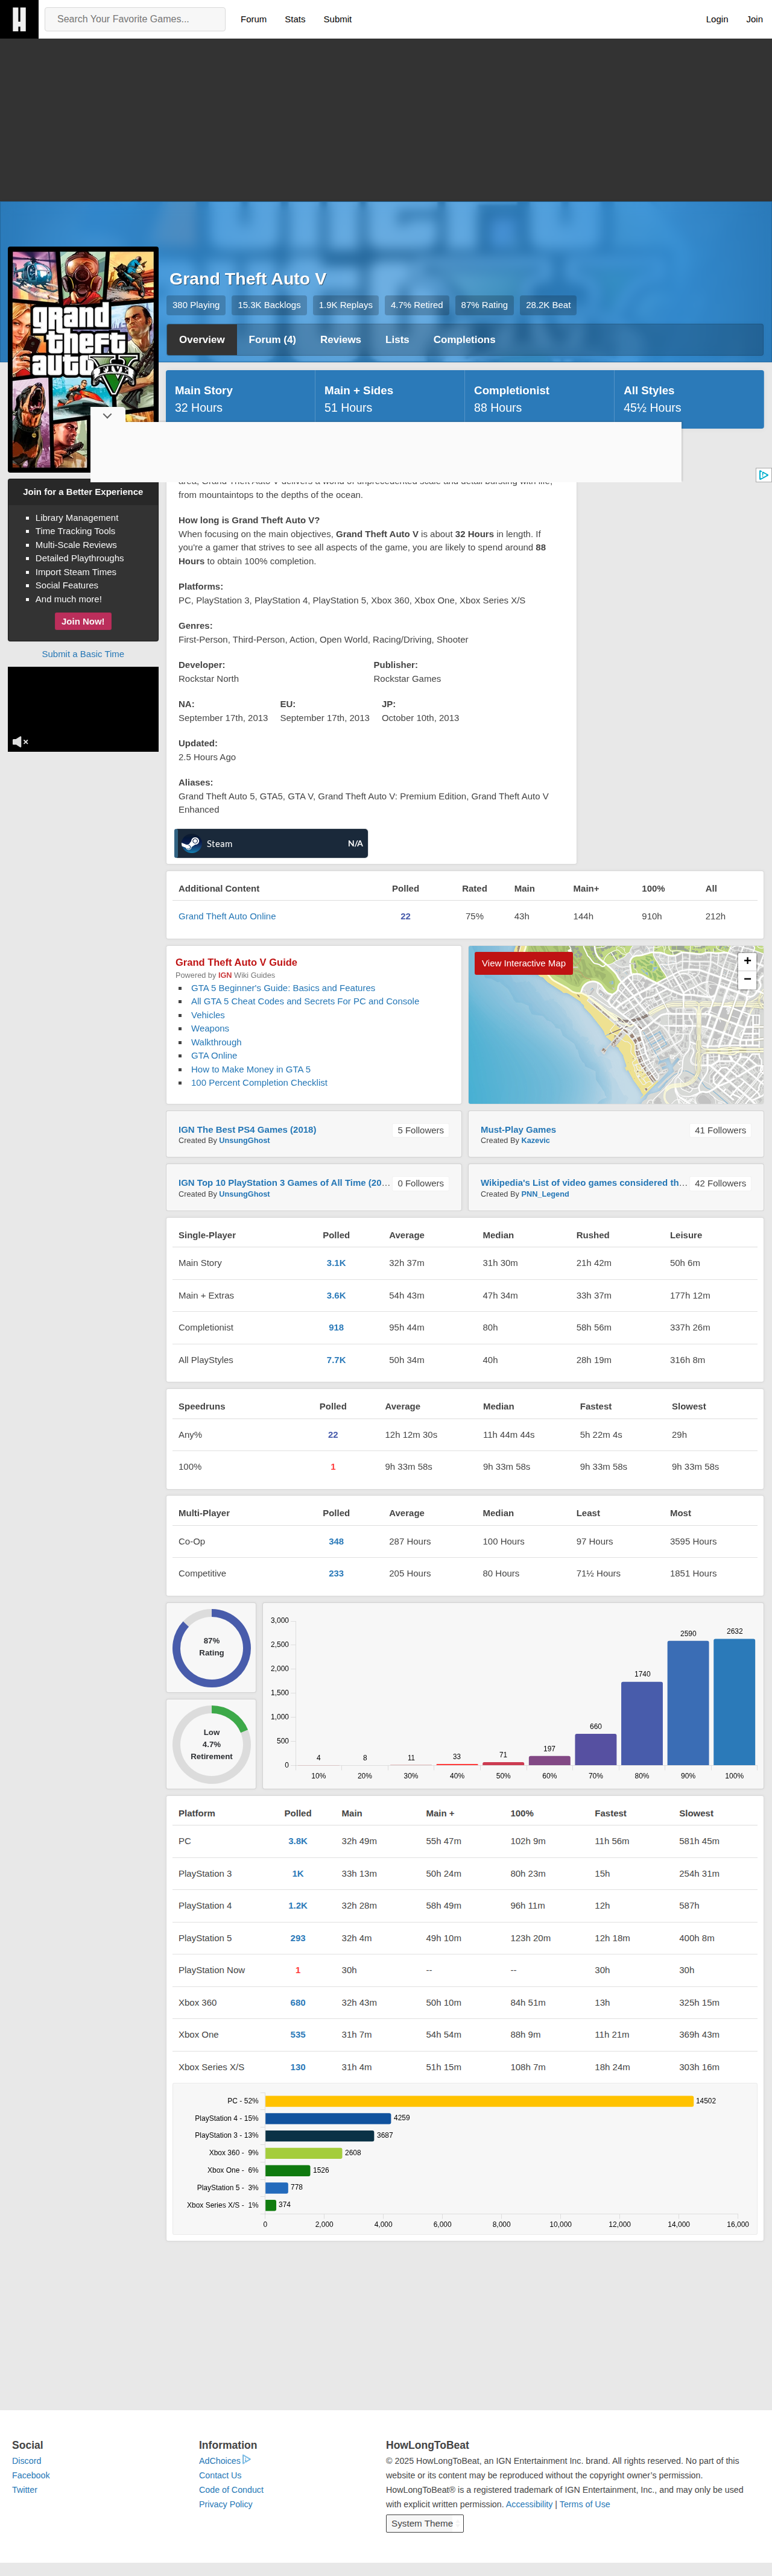 H
Search Your Favorite Games...
Forum
Stats
Submit
Login
Join
Grand Theft Auto V
380 Playing
15.3K Backlogs
1.9K Replays
4.7% Retired
87% Rating
28.2K Beat
Overview
Forum (4)
Reviews
Lists
Completions
grand
theft
auto
FIVE
Main Story
32 Hours
Main + Sides
51 Hours
Completionist
88 Hours
All Styles
45½ Hours
Join for a Better Experience
Library Management
Time Tracking Tools
Multi-Scale Reviews
Detailed Playthroughs
Import Steam Times
Social Features
And much more!
Join Now!
Submit a Basic Time
from mountaintops to the depths of the ocean.
How long is Grand Theft Auto V?
When focusing on the main objectives, Grand Theft Auto V is about 32 Hours in length. If
you're a gamer that strives to see all aspects of the game, you are likely to spend around 88
Hours to obtain 100% completion.
Platforms:
PC, PlayStation 3, PlayStation 4, PlayStation 5, Xbox 360, Xbox One, Xbox Series X/S
Genres:
First-Person, Third-Person, Action, Open World, Racing/Driving, Shooter
Developer:
Rockstar North
Publisher:
Rockstar Games
NA:
September 17th, 2013
EU:
September 17th, 2013
JP:
October 10th, 2013
Updated:
2.5 Hours Ago
Aliases:
Grand Theft Auto 5, GTA5, GTA V, Grand Theft Auto V: Premium Edition, Grand Theft Auto V
Enhanced
Steam N/A
Additional Content Polled Rated Main Main+ 100% All
Grand Theft Auto Online 22 75% 43h 144h 910h 212h
Grand Theft Auto V Guide
Powered by IGN Wiki Guides
GTA 5 Beginner's Guide: Basics and Features
All GTA 5 Cheat Codes and Secrets For PC and Console
Vehicles
Weapons
Walkthrough
GTA Online
How to Make Money in GTA 5
100 Percent Completion Checklist
View Interactive Map
+
−
IGN The Best PS4 Games (2018)
Created By UnsungGhost
5 Followers
Must-Play Games
Created By Kazevic
41 Followers
IGN Top 10 PlayStation 3 Games of All Time (20...
Created By UnsungGhost
0 Followers
Wikipedia's List of video games considered th...
Created By PNN_Legend
42 Followers
Single-Player Polled Average Median Rushed Leisure
Main Story 3.1K 32h 37m 31h 30m 21h 42m 50h 6m
Main + Extras 3.6K 54h 43m 47h 34m 33h 37m 177h 12m
Completionist 918 95h 44m 80h 58h 56m 337h 26m
All PlayStyles 7.7K 50h 34m 40h 28h 19m 316h 8m
Speedruns Polled Average Median Fastest Slowest
Any% 22 12h 12m 30s 11h 44m 44s 5h 22m 4s 29h
100% 1 9h 33m 58s 9h 33m 58s 9h 33m 58s 9h 33m 58s
Multi-Player Polled Average Median Least Most
Co-Op 348 287 Hours 100 Hours 97 Hours 3595 Hours
Competitive 233 205 Hours 80 Hours 71½ Hours 1851 Hours
87%
Rating
Low
4.7%
Retirement
3,000
2,500
2,000
1,500
1,000
500
0
4 8 11 33 71 197 660 1740 2590 2632
10% 20% 30% 40% 50% 60% 70% 80% 90% 100%
Platform Polled Main Main + 100% Fastest Slowest
PC 3.8K 32h 49m 55h 47m 102h 9m 11h 56m 581h 45m
PlayStation 3 1K 33h 13m 50h 24m 80h 23m 15h 254h 31m
PlayStation 4 1.2K 32h 28m 58h 49m 96h 11m 12h 587h
PlayStation 5 293 32h 4m 49h 10m 123h 20m 12h 18m 400h 8m
PlayStation Now 1 30h -- -- 30h 30h
Xbox 360 680 32h 43m 50h 10m 84h 51m 13h 325h 15m
Xbox One 535 31h 7m 54h 54m 88h 9m 11h 21m 369h 43m
Xbox Series X/S 130 31h 4m 51h 15m 108h 7m 18h 24m 303h 16m
PC - 52% 14502
PlayStation 4 - 15% 4259
PlayStation 3 - 13% 3687
Xbox 360 - 9% 2608
Xbox One - 6% 1526
PlayStation 5 - 3% 778
Xbox Series X/S - 1% 374
0 2,000 4,000 6,000 8,000 10,000 12,000 14,000 16,000
Social
Discord
Facebook
Twitter
Information
AdChoices
Contact Us
Code of Conduct
Privacy Policy
HowLongToBeat
© 2025 HowLongToBeat, an IGN Entertainment Inc. brand. All rights reserved. No part of this
website or its content may be reproduced without the copyright owner's permission.
HowLongToBeat® is a registered trademark of IGN Entertainment, Inc., and may only be used
with explicit written permission. Accessibility | Terms of Use
System Theme